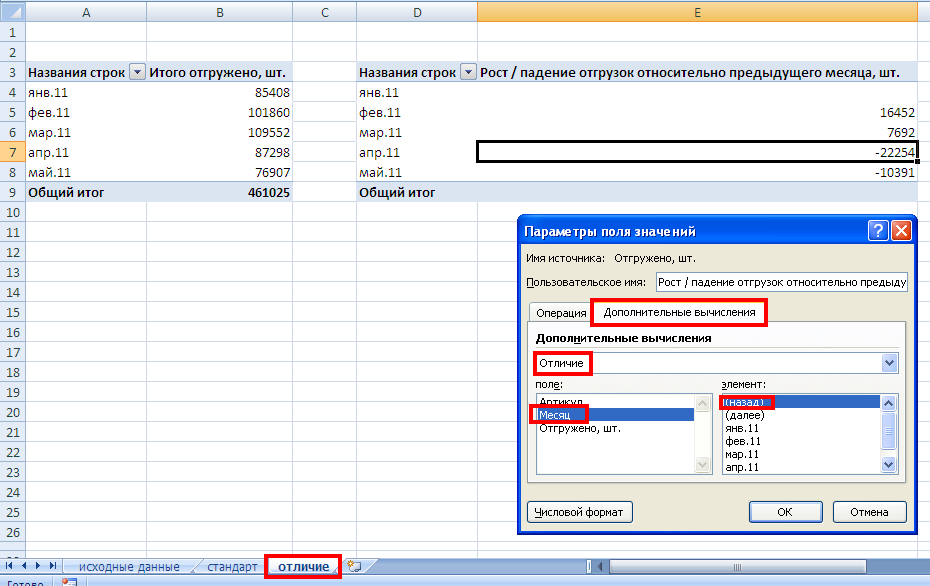 A B C D E
1
2
3 Названия строк Итого отгружено, шт. Названия строк Рост / падение отгрузок относительно предыдущего месяца, шт.
4 янв.11 85408 янв.11
5 фев.11 101860 фев.11 16452
6 мар.11 109552 мар.11 7692
7 апр.11 87298 апр.11 -22254
8 май.11 76907 май.11 -10391
9 Общий итог 461025 Общий итог
10
11
12
13
14
15
16
17
18
19
20
21
22
23
24
25
26
Параметры поля значений
Имя источника: Отгружено, шт.
Пользовательское имя: Рост / падение отгрузок относительно предыду
Операция Дополнительные вычисления
Дополнительные вычисления
Отличие
поле: элемент:
Артикул (назад)
Месяц (далее)
Отгружено, шт. янв.11
фев.11
мар.11
апр.11
Числовой формат ОК Отмена
исходные данные стандарт отличие
Готово